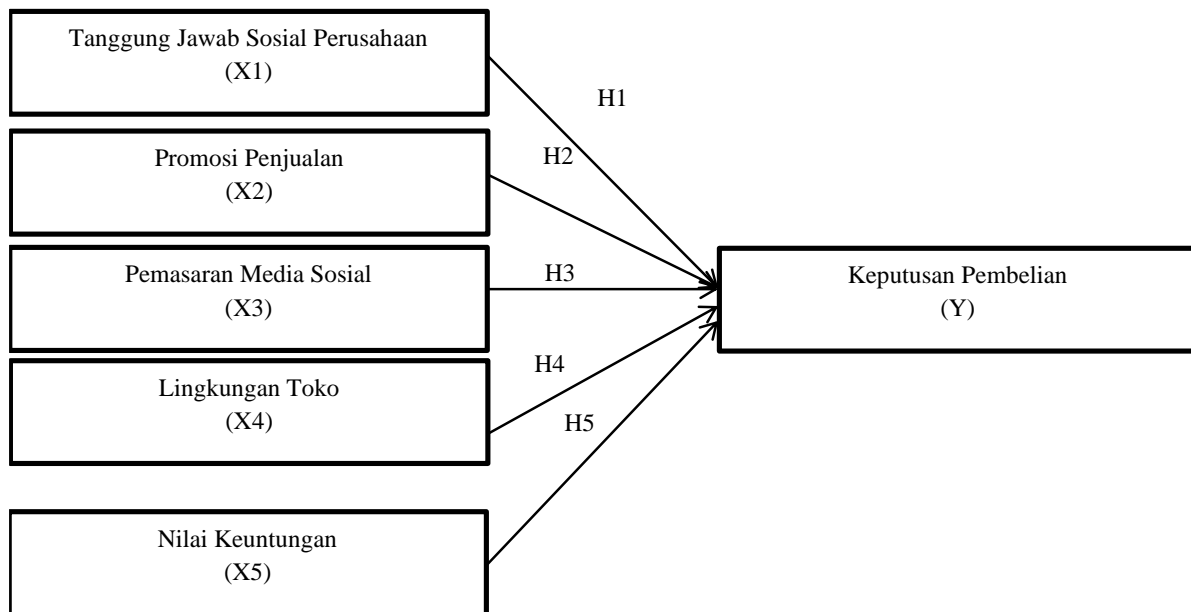 Tanggung Jawab Sosial Perusahaan
(X1)
H1
Promosi Penjualan
(X2)
H2
Pemasaran Media Sosial
(X3)
H3
Keputusan Pembelian
(Y)
Lingkungan Toko
(X4)
H4
H5
Nilai Keuntungan
(X5)